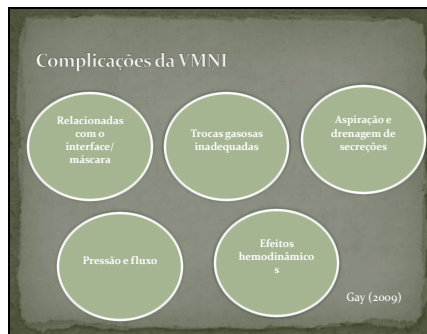 Complicações da VMNI
Relacionadas
com o
interface/
máscara
Trocas gasosas
inadequadas
Aspiração e
drenagem de
secreções
Pressão e fluxo
Efeitos
hemodinâmico
s
Gay (2009)